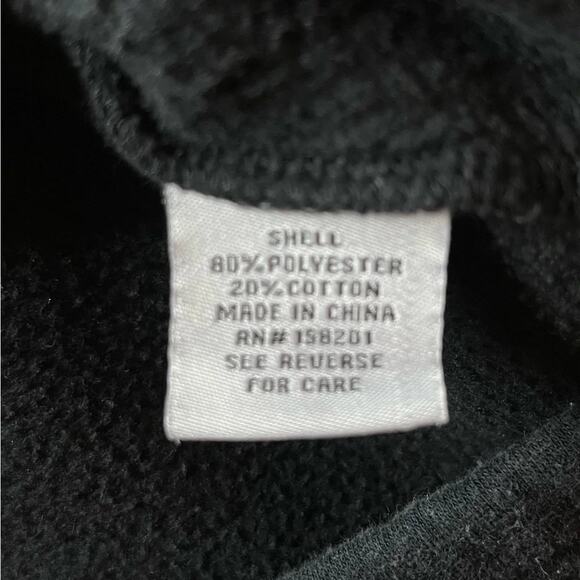 SHELL
80%POLYESTER
20%COTTON
MADE IN CHINA
RN#158201
SEE REVERSE
FOR CARE